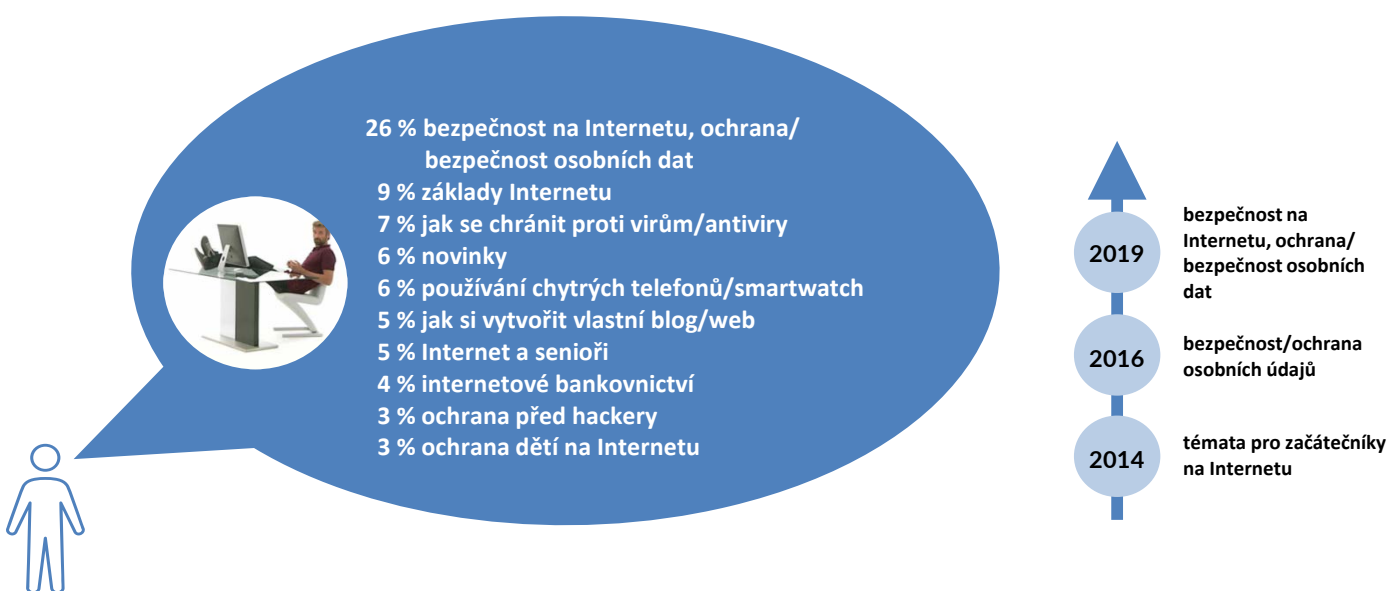 26 % bezpečnost na Internetu, ochrana/
bezpečnost osobních dat
9 % základy Internetu
7 % jak se chránit proti virům/antiviry
6 % novinky
6 % používání chytrých telefonů/smartwatch
5 % jak si vytvořit vlastní blog/web
5 % Internet a senioři
4 % internetové bankovnictví
3 % ochrana před hackery
3 % ochrana dětí na Internetu
2019
bezpečnost na
Internetu, ochrana/
bezpečnost osobních
dat
2016
bezpečnost/ochrana
osobních údajů
2014
témata pro začátečníky
na Internetu